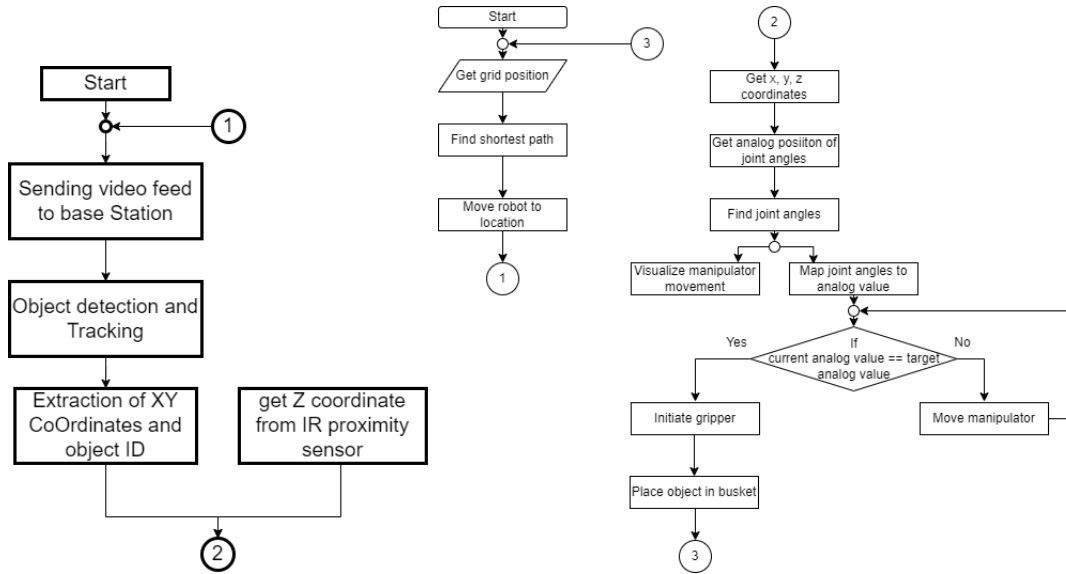 Start
1
Sending video feed
to base Station
Object detection and
Tracking
Extraction of XY
CoOrdinates and
object ID
get Z coordinate
from IR proximity
sensor
2
Start
3
Get grid position
Find shortest path
Move robot to
location
1
2
Get x, y, z
coordinates
Get analog posiiton of
joint angles
Find joint angles
Visualize manipulator
movement
Map joint angles to
analog value
Yes
If
current analog value == target
analog value
No
Initiate gripper
Move manipulator
Place object in busket
3